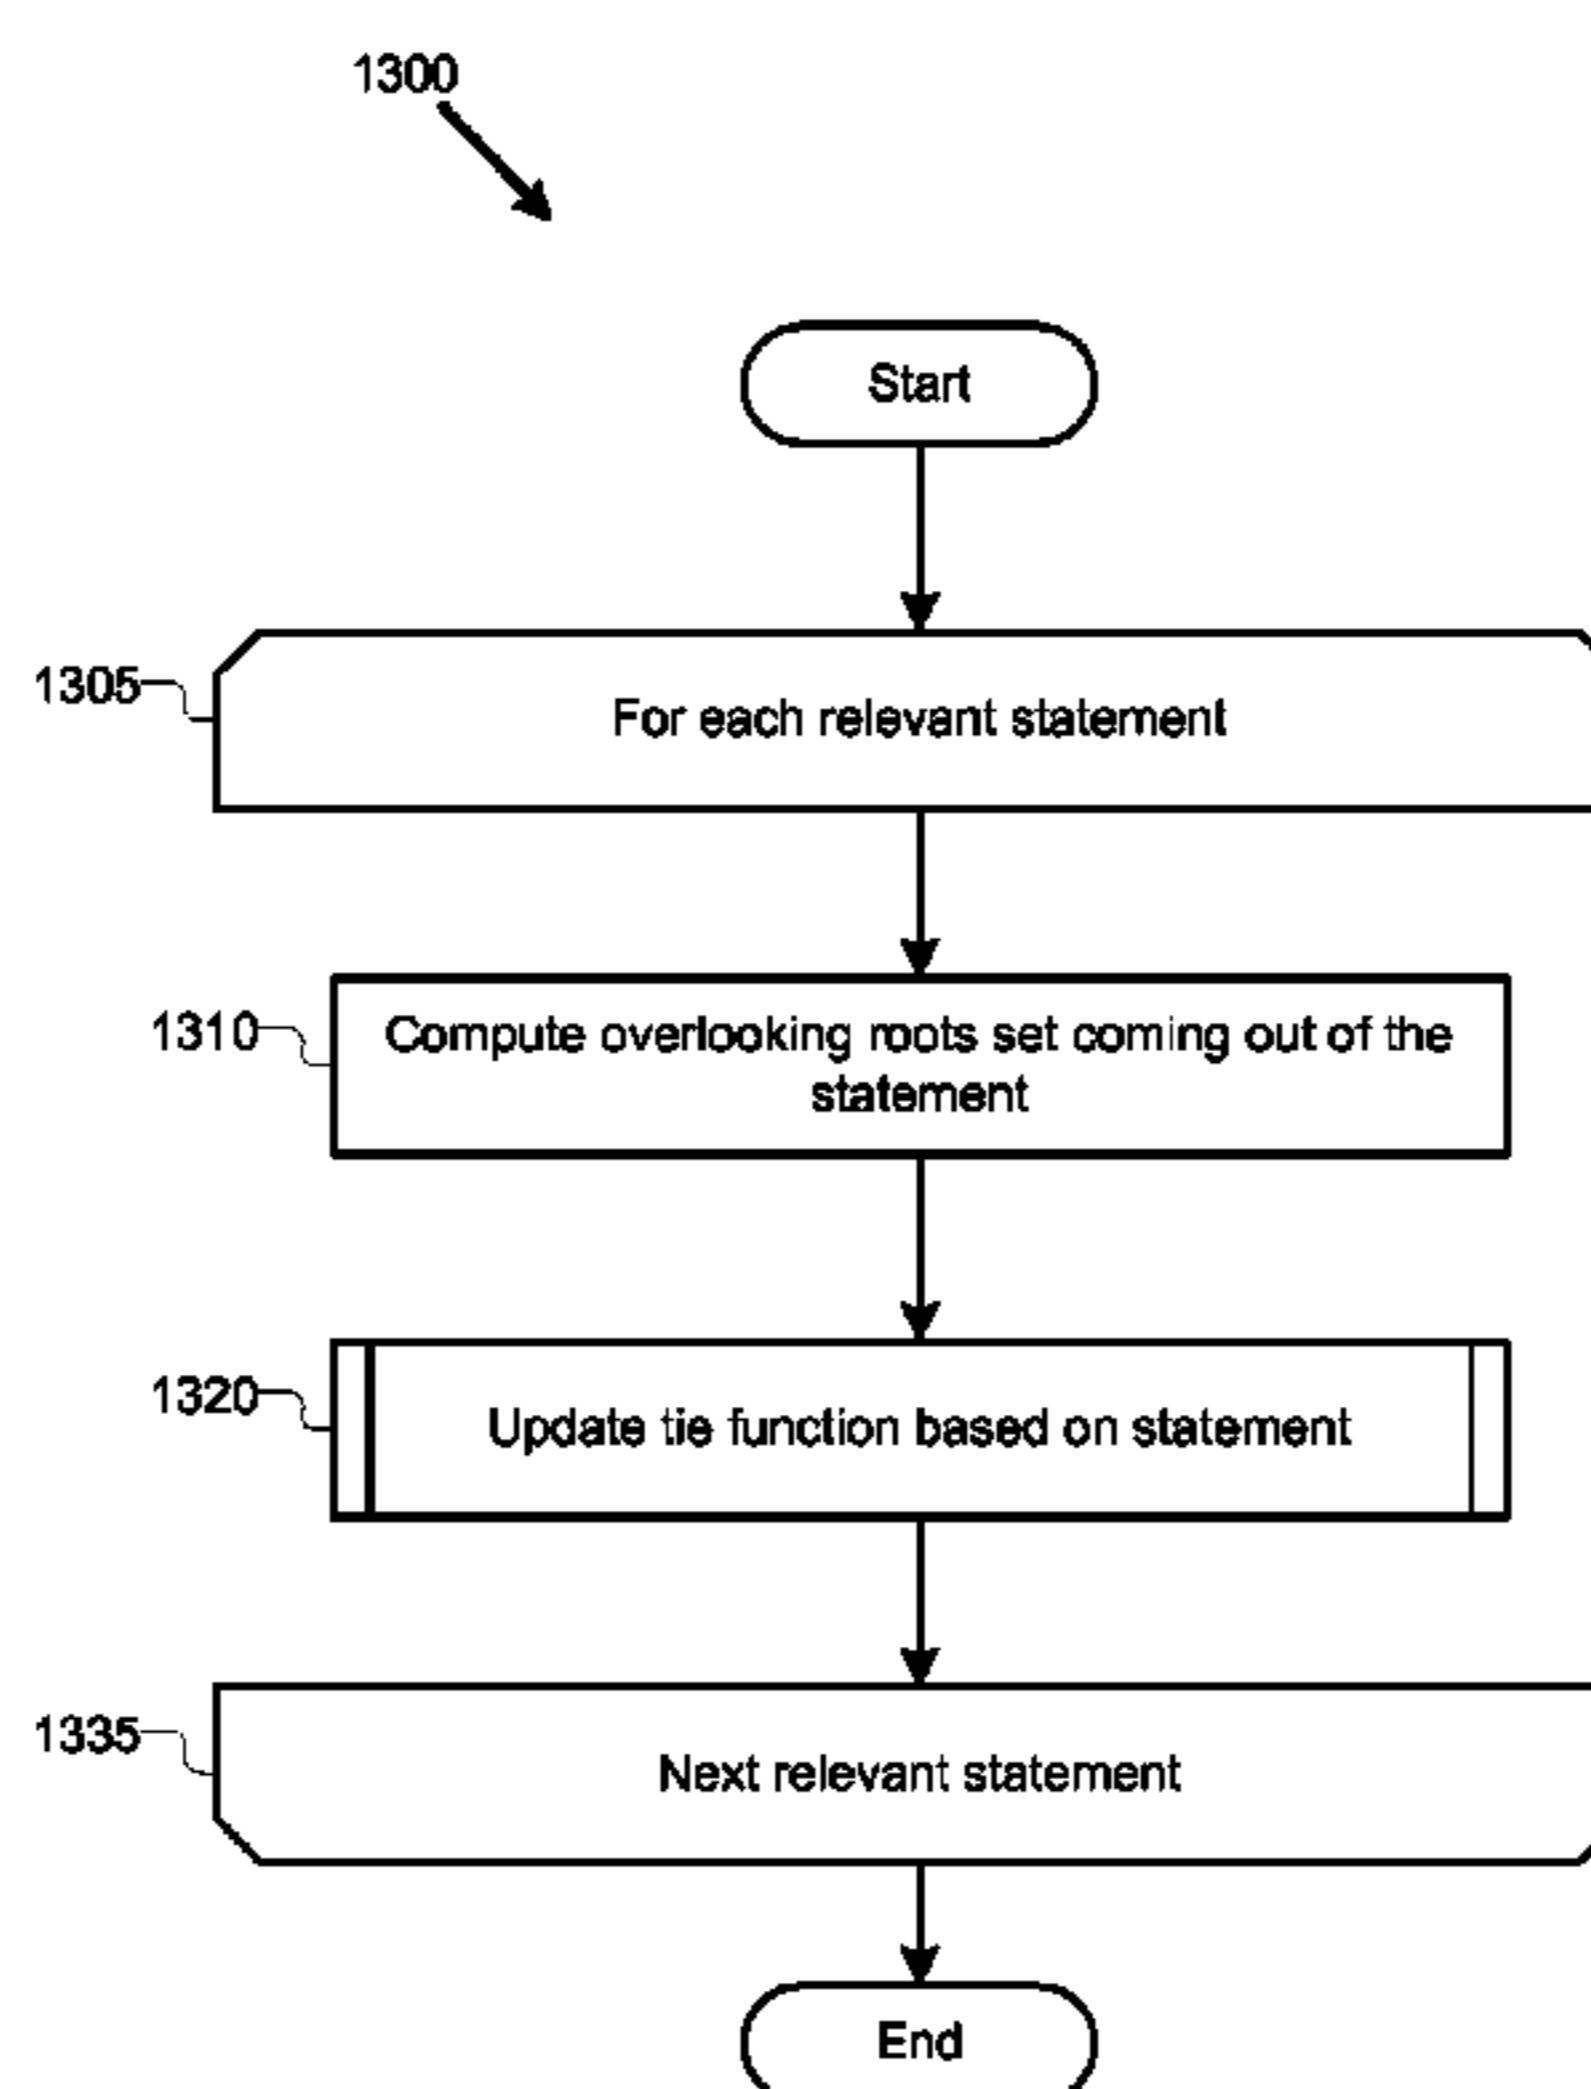 1300
Start
1305
For each relevant statement
1310
Compute overlooking roots set coming out of the
statement
1320
Update tie function based on statement
1335
Next relevant statement
End